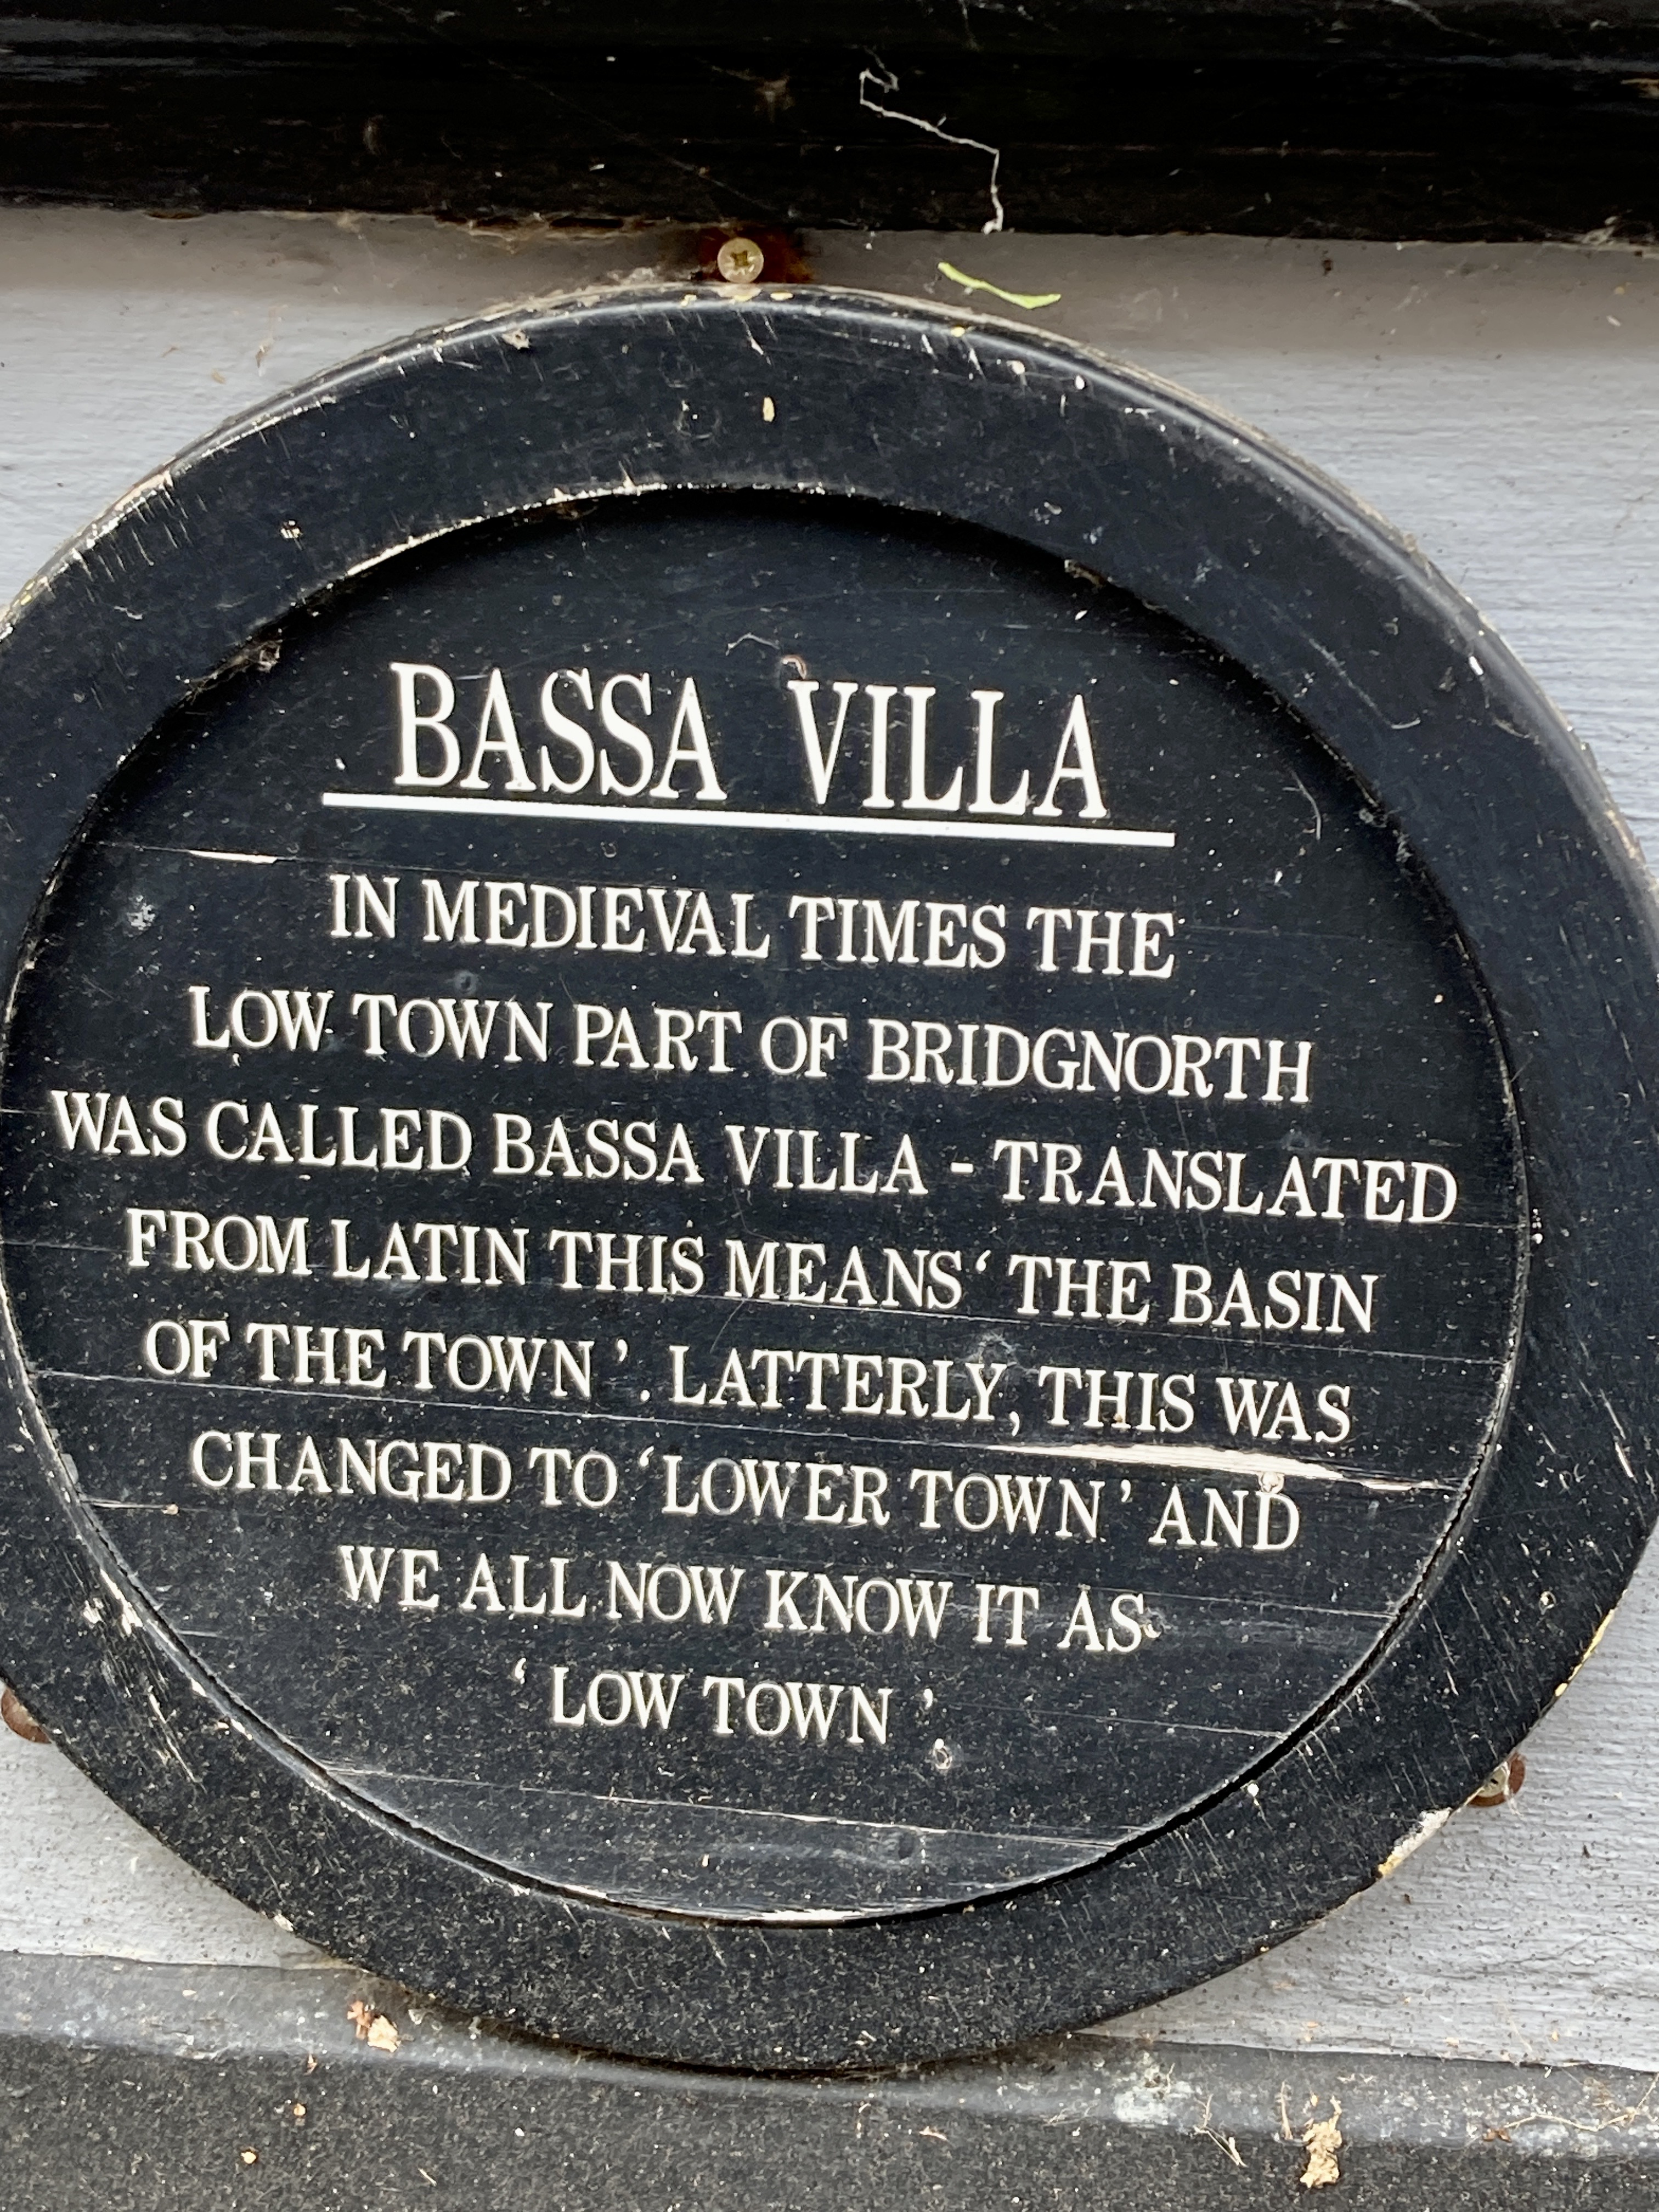 BASSA VILLA
IN MEDIEVAL TIMES THE
LOW TOWN PART OF BRIDGNORTH
WAS CALLED BASSA VILLA - TRANSLATED
FROM LATIN THIS MEANS ‘ THE BASIN
OF THE TOWN ’. LATTERLY, THIS WAS
CHANGED TO ‘LOWER TOWN ’ AND
WE ALL NOW KNOW IT AS
‘ LOW TOWN ’